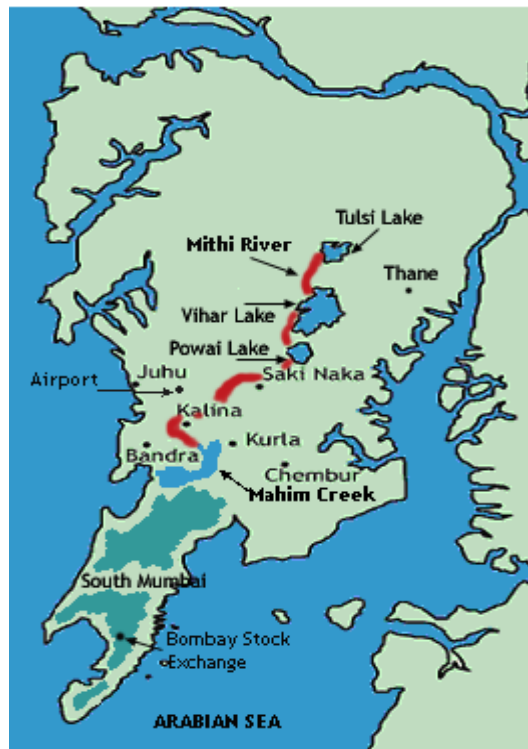 Tulsi Lake
Mithi River
Thane
Vihar Lake
Powai Lake
Juhu
Saki Naka
Airport
Kalina
Kurla
Bandra
Chembur
Mahim Creek
South Mumbai
Bombay Stock
Exchange
ARABIAN SEA